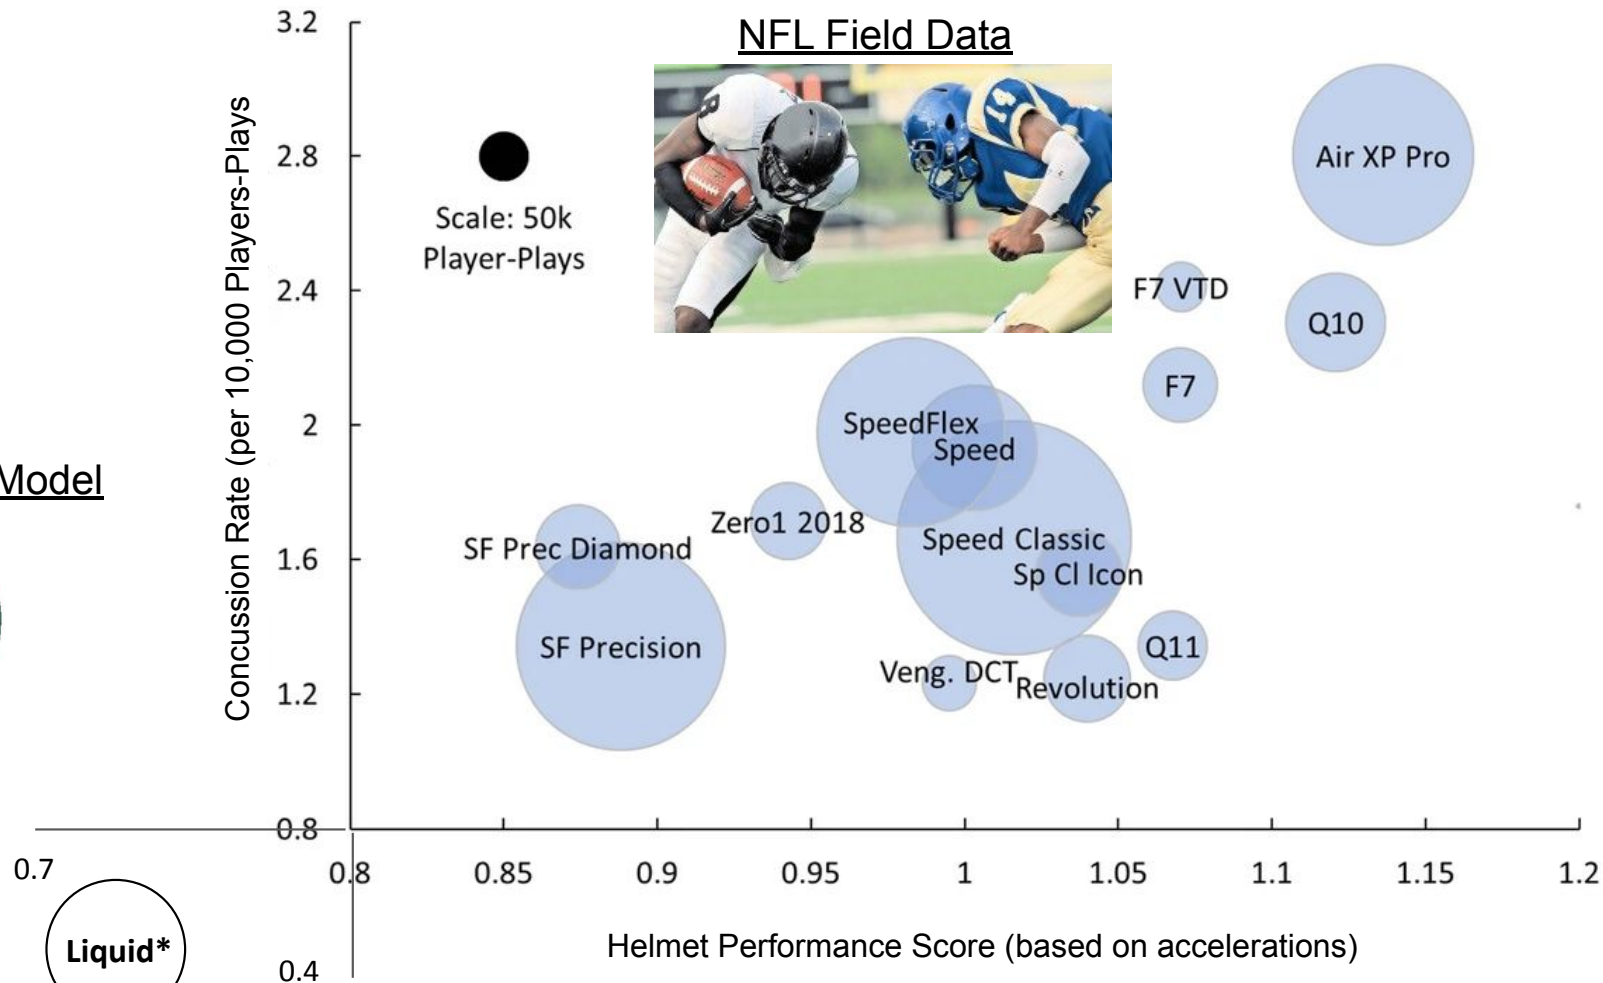 NFL Field Data
3.2
2.8
2.4
2
1.6
1.2
0.8
0.4
Concussion Rate (per 10,000 Players-Plays
Scale: 50k
Player-Plays
8
14
Air XP Pro
F7 VTD
Q10
F7
SpeedFlex
Speed
Zero1 2018
Speed Classic
SF Prec Diamond
Sp Cl Icon
SF Precision
Q11
Veng. DCT
Revolution
Model
0.7
0.8
0.85
0.9
0.95
1
1.05
1.1
1.15
1.2
Liquid*
Helmet Performance Score (based on accelerations)